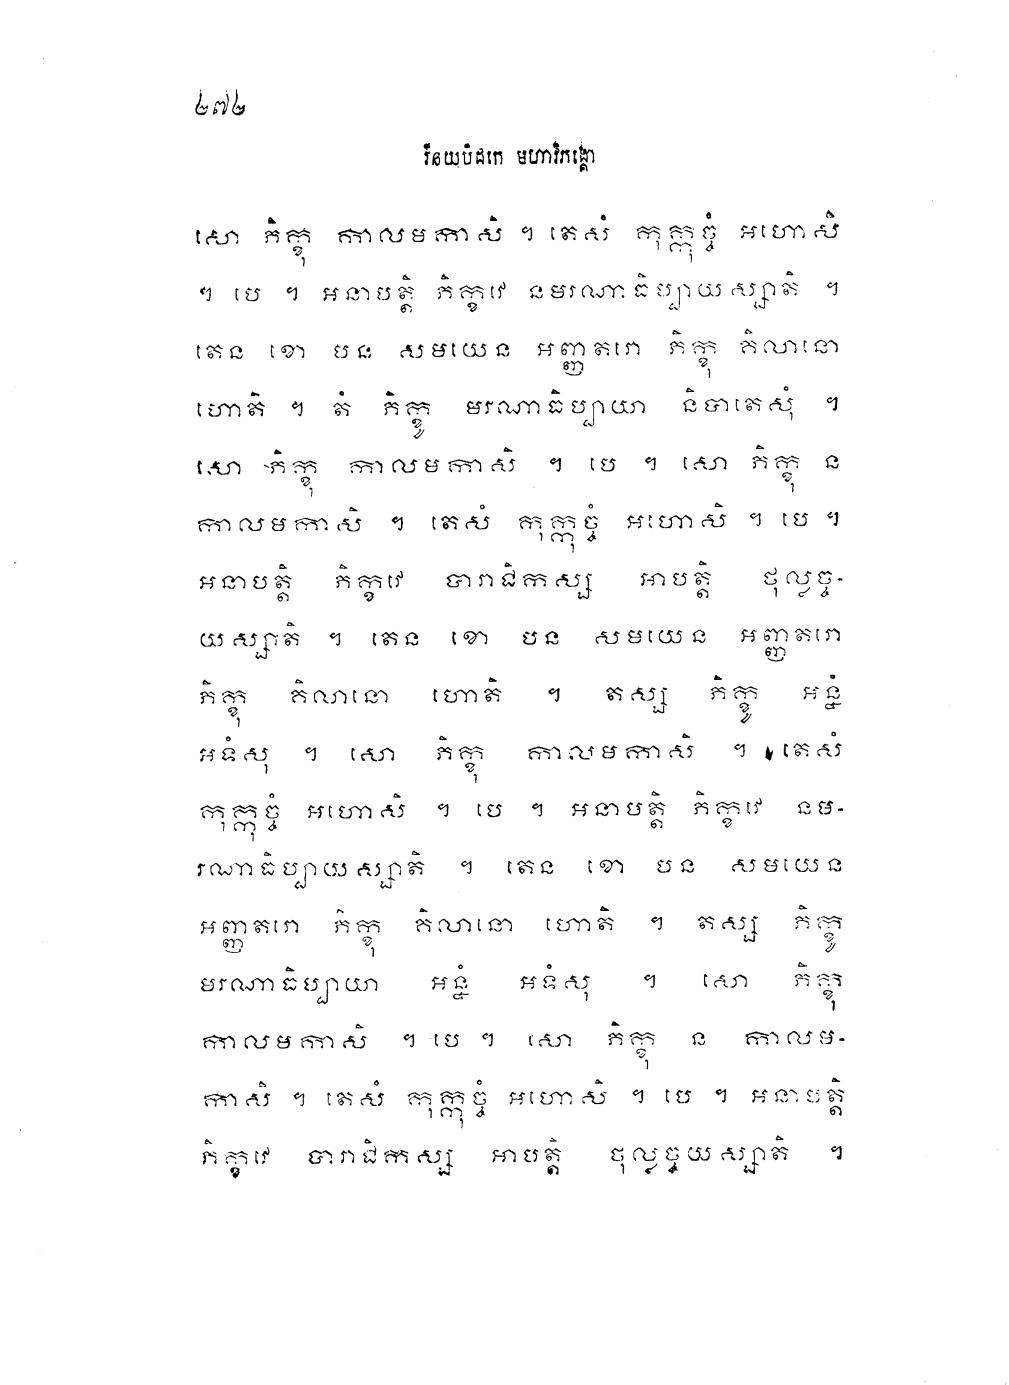 ៤៧៤
វិនយបិដកេ មហាវិភង្គោ
សោ ភិក្ខុ កាលមកាសិ ។ តេសំ កុក្កុច្ចំ អហោសិ
។ បេ ។ អនាបត្តិ ភិក្ខវេ នមរណាធិប្បាយស្សាតិ ។
តេន ខោ បន សមយេន អញ្ញតរោ ភិក្ខុ គិលានោ
ហោតិ ។ តំ ភិក្ខូ មរណាធិប្បាយា និបាតេសុំ ។
សោ ភិក្ខុ កាលមកាសិ ។ បេ ។ សោ ភិក្ខុ ន
កាលមកាសិ ។ តេសំ កុក្កុច្ចំ អហោសិ ។ បេ ។
អនាបត្តិ ភិក្ខវេ បារាជិកស្ស អាបត្តិ ថុល្លច្ច-
យស្សាតិ ។ តេន ខោ បន សមយេន អញ្ញតរោ
ភិក្ខុ គិលានោ ហោតិ ។ តស្ស ភិក្ខូ អន្នំ
អទំសុ ។ សោ ភិក្ខុ កាលមកាសិ ។ តេសំ
កុក្កុច្ចំ អហោសិ ។ បេ ។ អនាបត្តិ ភិក្ខវេ នម-
រណាធិប្បាយស្សាតិ ។ តេន ខោ បន សមយេន
អញ្ញតរោ ភិក្ខុ គិលានោ ហោតិ ។ តស្ស ភិក្ខូ
មរណាធិប្បាយា អន្នំ អទំសុ ។ សោ ភិក្ខុ
កាលមកាសិ ។ បេ ។ សោ ភិក្ខុ ន កាលម-
កាសិ ។ តេសំ កុក្កុច្ចំ អហោសិ ។ បេ ។ អនាបត្តិ
ភិក្ខវេ បារាជិកស្ស អាបត្តិ ថុល្លច្ចយស្សាតិ ។